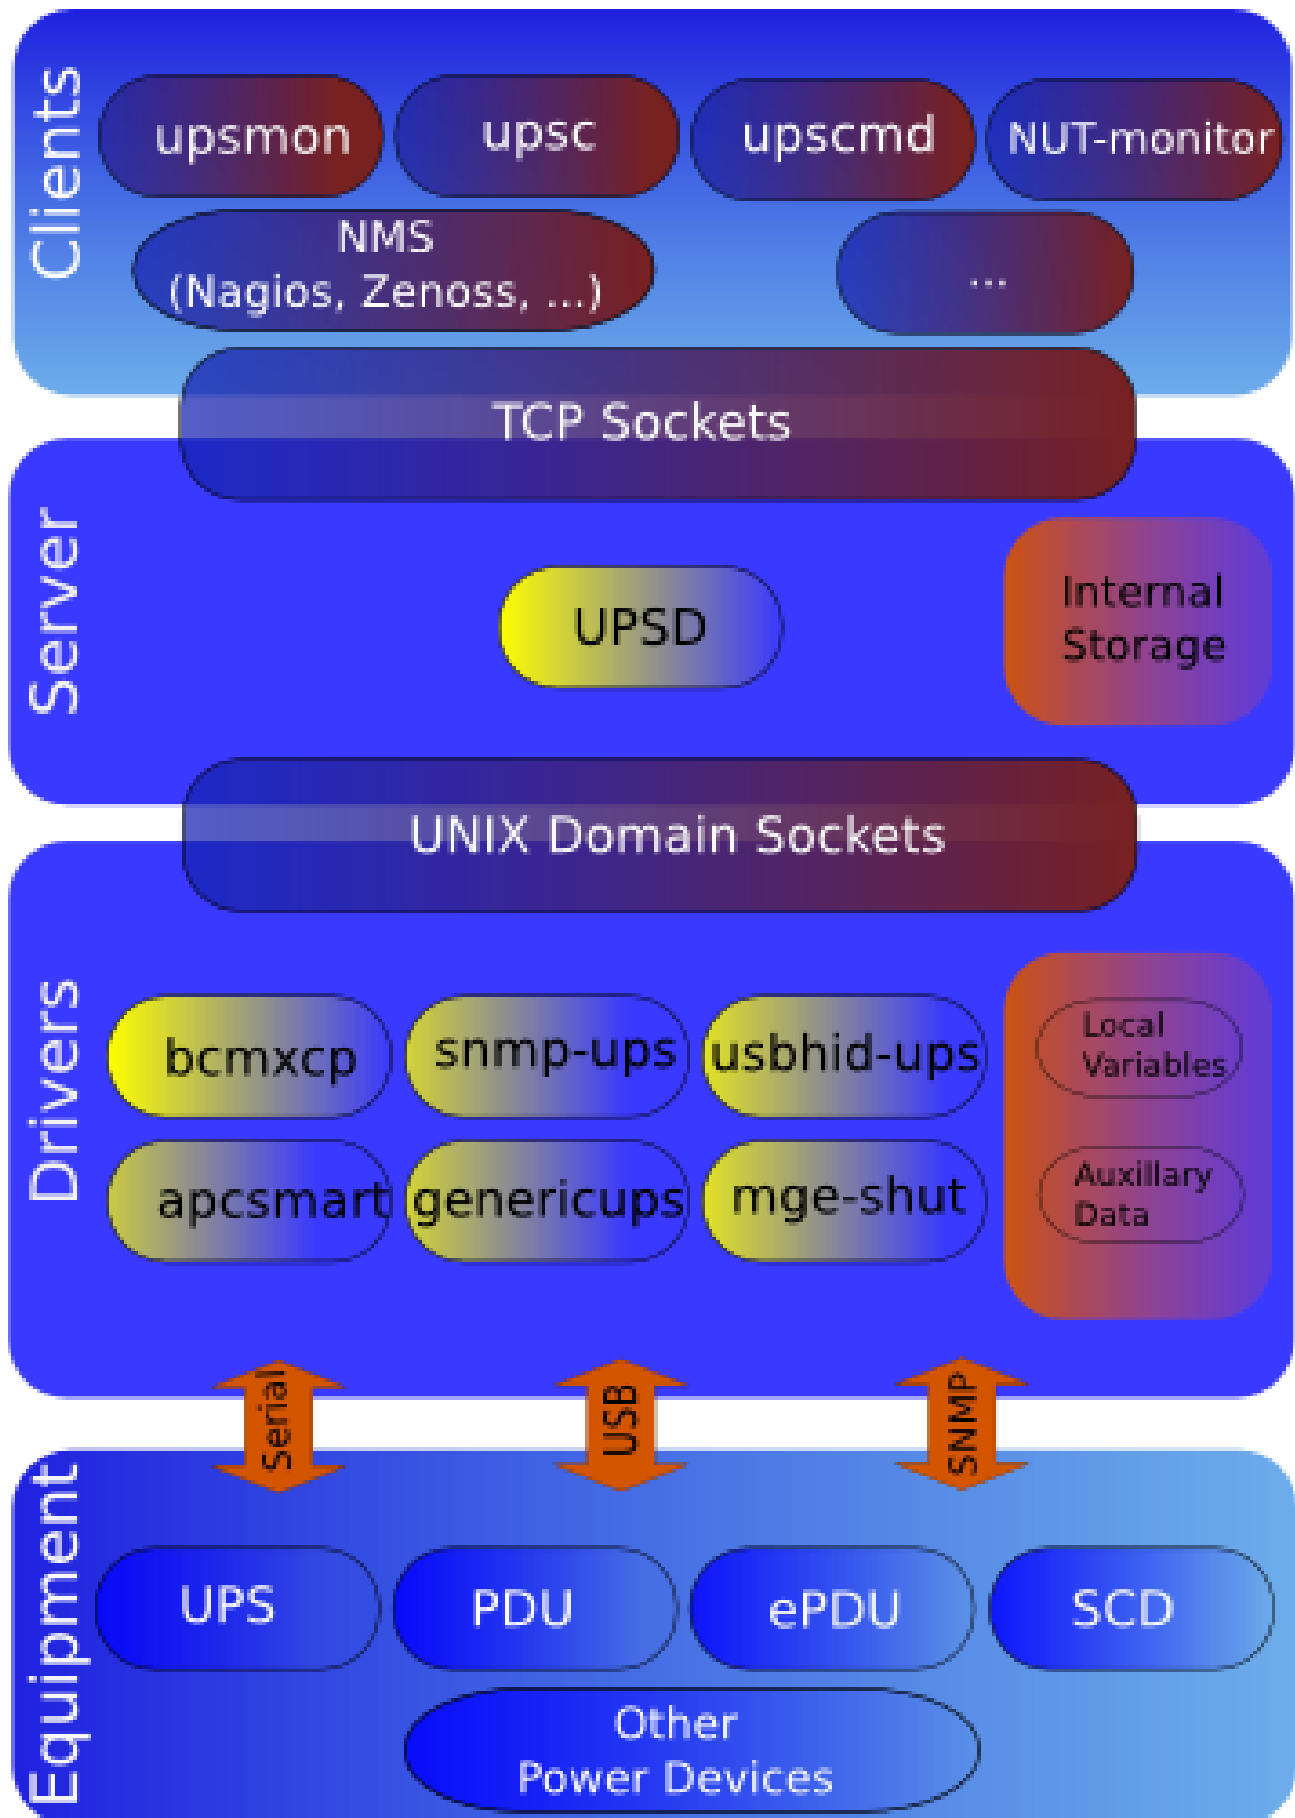 Clients
upsmon
upsc
upscmd
NUT-monitor
NMS
(Nagios, Zenoss, ...)
...
TCP Sockets
Server
UPSD
Internal
Storage
UNIX Domain Sockets
Drivers
bcmxcp
snmp-ups
usbhid-ups
Local
Variables
apcsmart
genericups
mge-shut
Auxillary
Data
Serial
USB
SNMP
Equipment
UPS
PDU
ePDU
SCD
Other
Power Devices